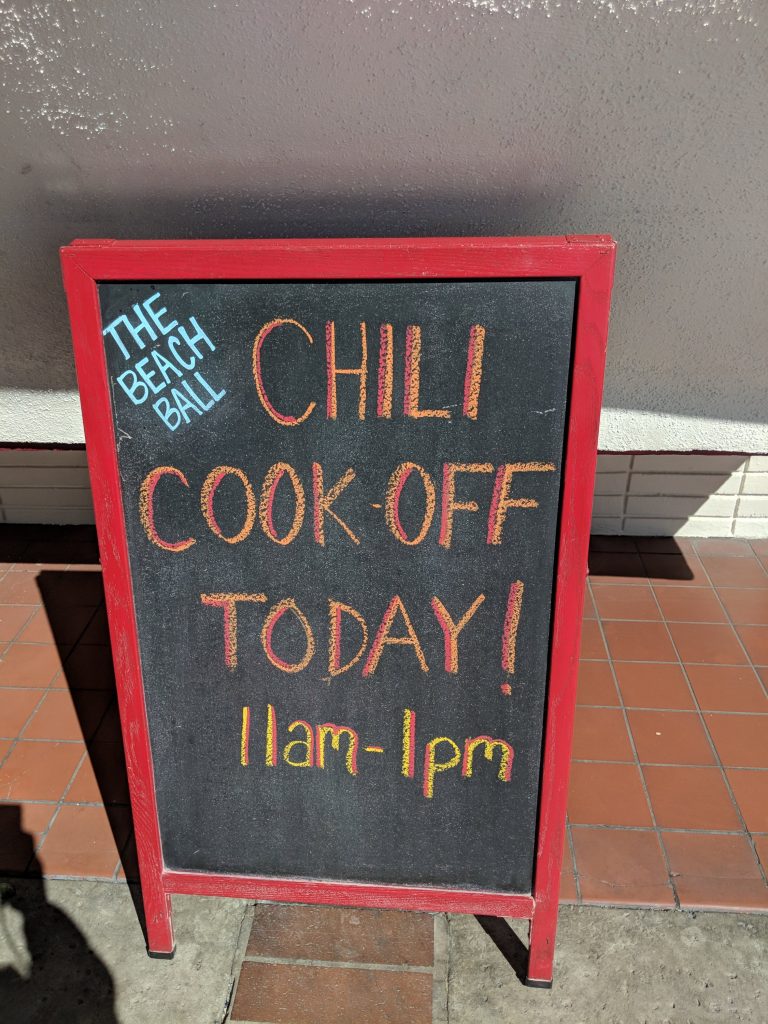 THE
BEACH
BALL
CHILI
COOK-OFF
TODAY!
11am-1pm